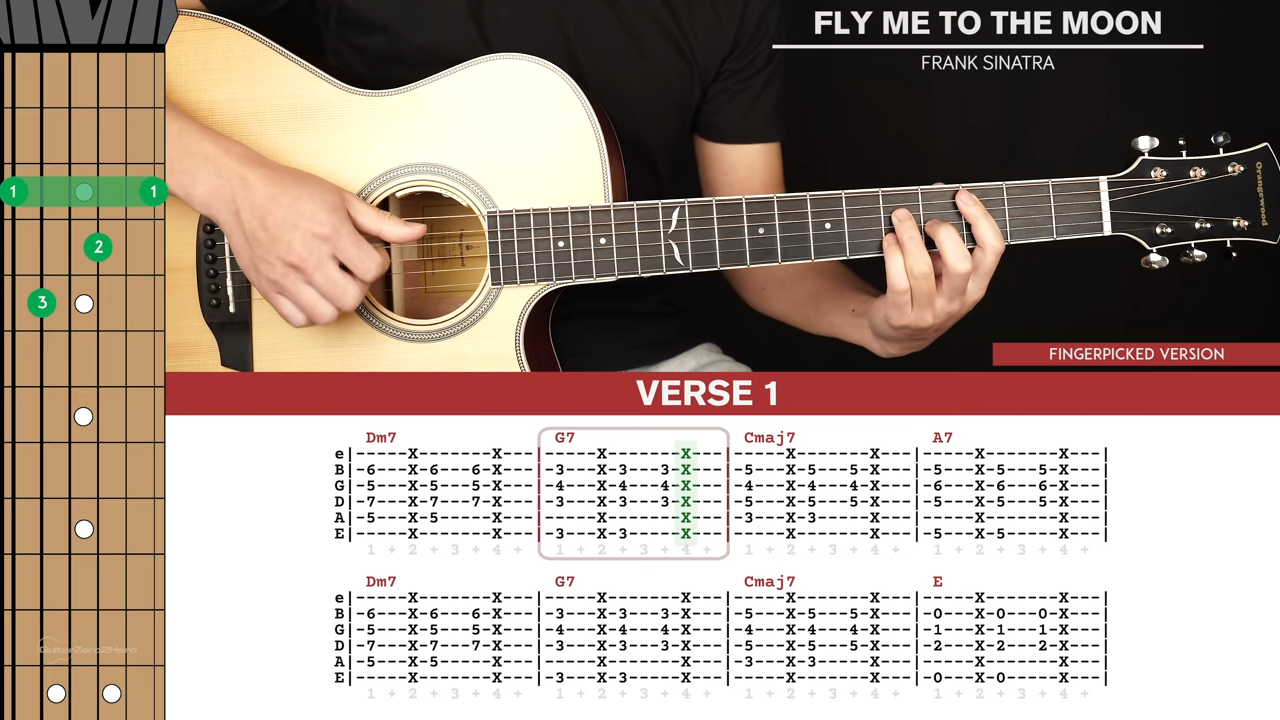 FLY ME TO THE MOON
FRANK SINATRA
Orangewood
1 1
2
3
FINGERPICKED VERSION
VERSE 1
Dm7 G7 Cmaj7 A7
e|-----X-------X---|-----X-------X---|-----X-------X---|-----X-------X---|
B|-6---X-6---6-X---|-3---X-3---3-X---|-5---X-5---5-X---|-5---X-5---5-X---|
G|-5---X-5---5-X---|-4---X-4---4-X---|-4---X-4---4-X---|-6---X-6---6-X---|
D|-7---X-7---7-X---|-3---X-3---3-X---|-5---X-5---5-X---|-5---X-5---5-X---|
A|-5---X-5-----X---|-----X-------X---|-3---X-3-----X---|-----X-------X---|
E|-----X-------X---|-3---X-3-----X---|-----X-------X---|-5---X-5-----X---|
1 + 2 + 3 + 4 + 1 + 2 + 3 + 4 + 1 + 2 + 3 + 4 + 1 + 2 + 3 + 4 +
Dm7 G7 Cmaj7 E
e|-----X-------X---|-----X-------X---|-----X-------X---|-----X-------X---|
B|-6---X-6---6-X---|-3---X-3---3-X---|-5---X-5---5-X---|-0---X-0---0-X---|
G|-5---X-5---5-X---|-4---X-4---4-X---|-4---X-4---4-X---|-1---X-1---1-X---|
D|-7---X-7---7-X---|-3---X-3---3-X---|-5---X-5---5-X---|-2---X-2---2-X---|
A|-5---X-5-----X---|-----X-------X---|-3---X-3-----X---|-----X-------X---|
E|-----X-------X---|-3---X-3-----X---|-----X-------X---|-0---X-0-----X---|
1 + 2 + 3 + 4 + 1 + 2 + 3 + 4 + 1 + 2 + 3 + 4 + 1 + 2 + 3 + 4 +
GuitarZero2Hero